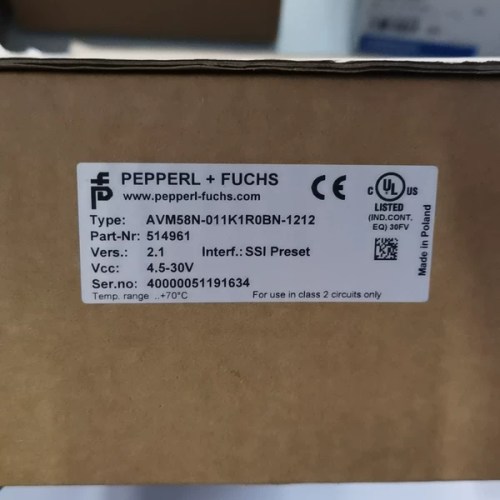 PEPPERL + FUCHS
www.pepperl-fuchs.com
Type: AVM58N-011K1R0BN-1212
Part-Nr: 514961
Vers.: 2.1 Interf.: SSI Preset
Vcc: 4.5-30V
Ser.no: 40000051191634
Temp. range ..+70°C For use in class 2 circuits only
CE
C UL US
LISTED
(IND.CONT.
EQ) 30FV
Made in Poland